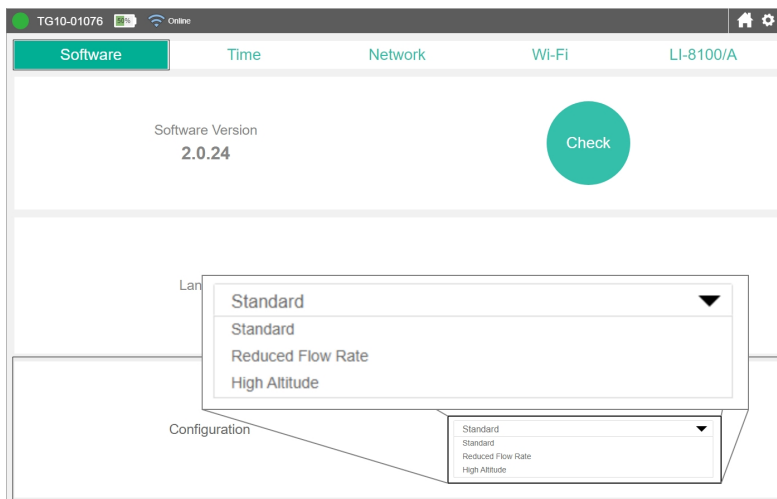 TG10-01076 50% Online
Software Time Network Wi-Fi LI-8100/A
Software Version
2.0.24
Check
Lan
Standard
Standard
Reduced Flow Rate
High Altitude
Configuration
Standard
Standard
Reduced Flow Rate
High Altitude